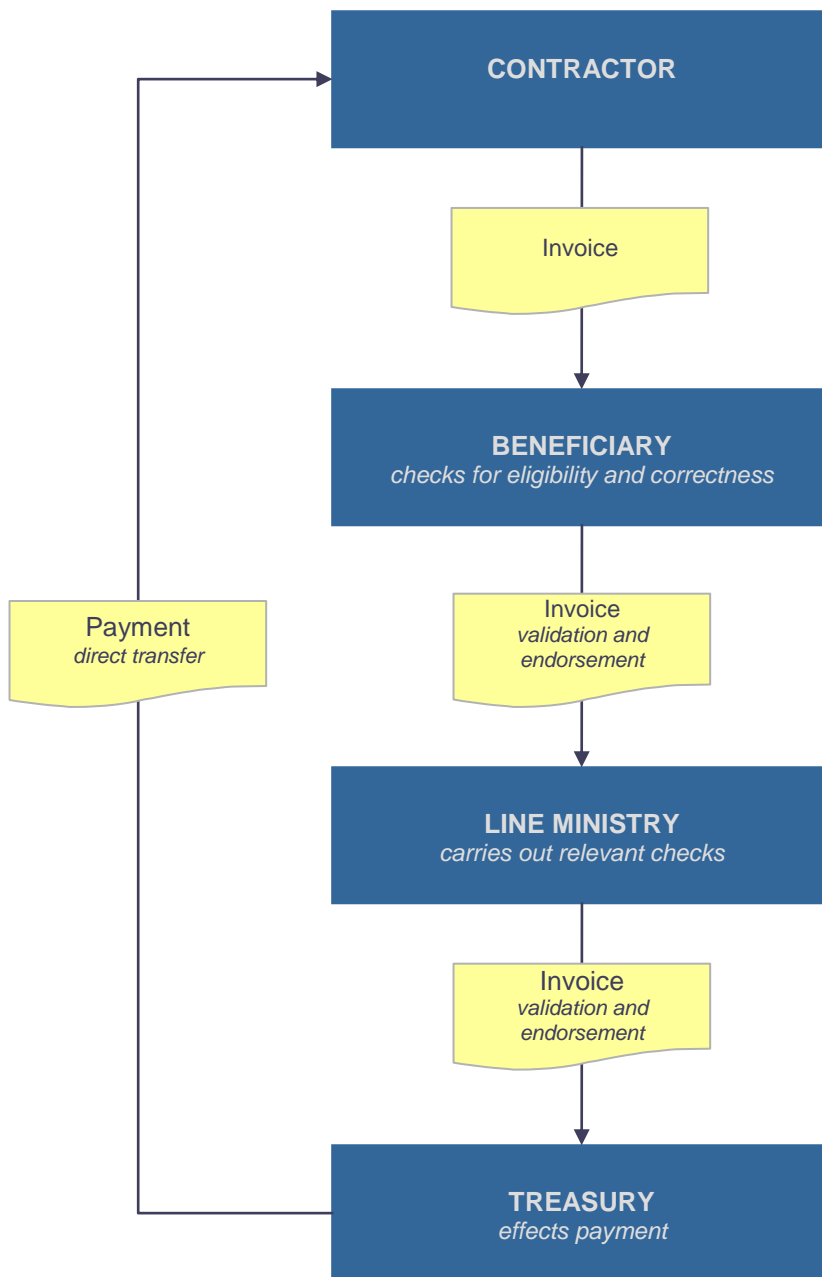 CONTRACTOR
Invoice
BENEFICIARY
checks for eligibility and correctness
Invoice
validation and
endorsement
Payment
direct transfer
LINE MINISTRY
carries out relevant checks
Invoice
validation and
endorsement
TREASURY
effects payment